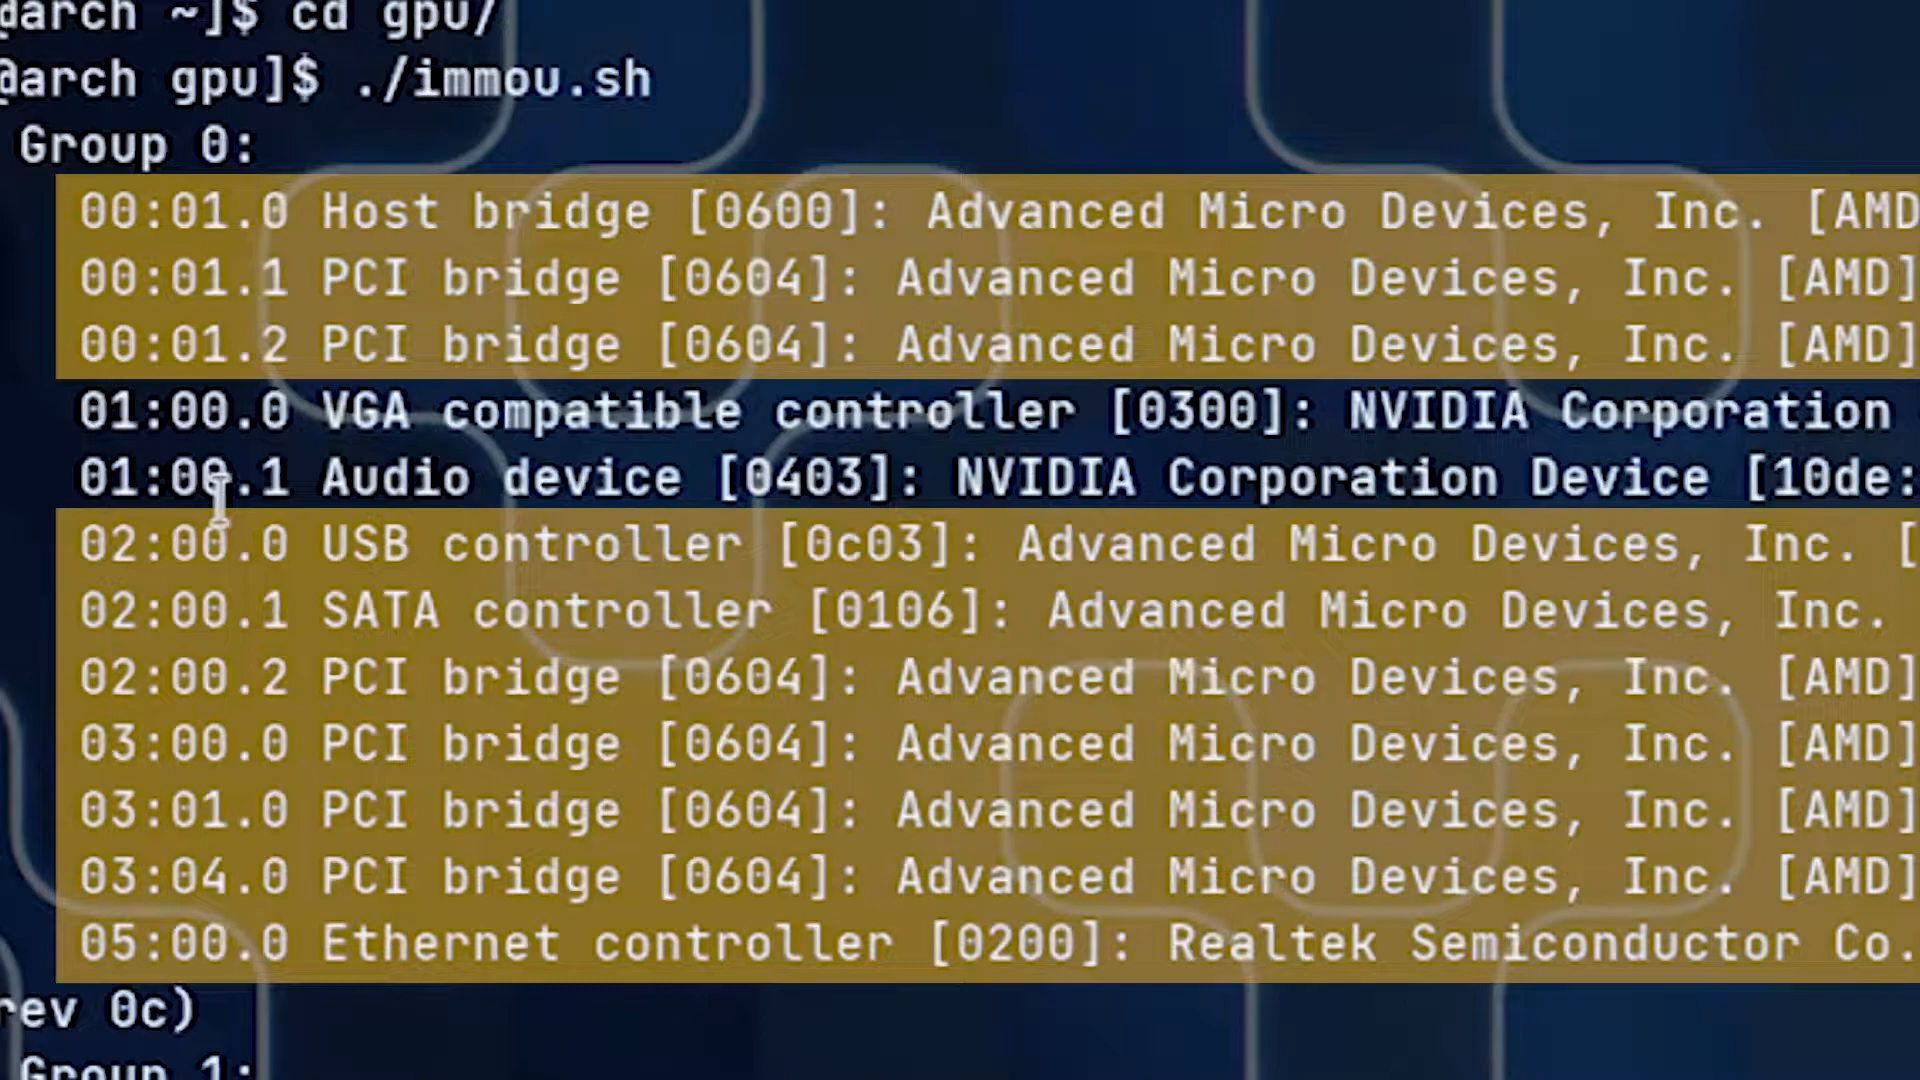 @arch ~]$ cd gpu/
@arch gpu]$ ./immou.sh
Group 0:
00:01.0 Host bridge [0600]: Advanced Micro Devices, Inc. [AMD
00:01.1 PCI bridge [0604]: Advanced Micro Devices, Inc. [AMD]
00:01.2 PCI bridge [0604]: Advanced Micro Devices, Inc. [AMD]
01:00.0 VGA compatible controller [0300]: NVIDIA Corporation
01:00.1 Audio device [0403]: NVIDIA Corporation Device [10de:
02:00.0 USB controller [0c03]: Advanced Micro Devices, Inc. [
02:00.1 SATA controller [0106]: Advanced Micro Devices, Inc.
02:00.2 PCI bridge [0604]: Advanced Micro Devices, Inc. [AMD]
03:00.0 PCI bridge [0604]: Advanced Micro Devices, Inc. [AMD]
03:01.0 PCI bridge [0604]: Advanced Micro Devices, Inc. [AMD]
03:04.0 PCI bridge [0604]: Advanced Micro Devices, Inc. [AMD]
05:00.0 Ethernet controller [0200]: Realtek Semiconductor Co.
rev 0c)
Group 1: